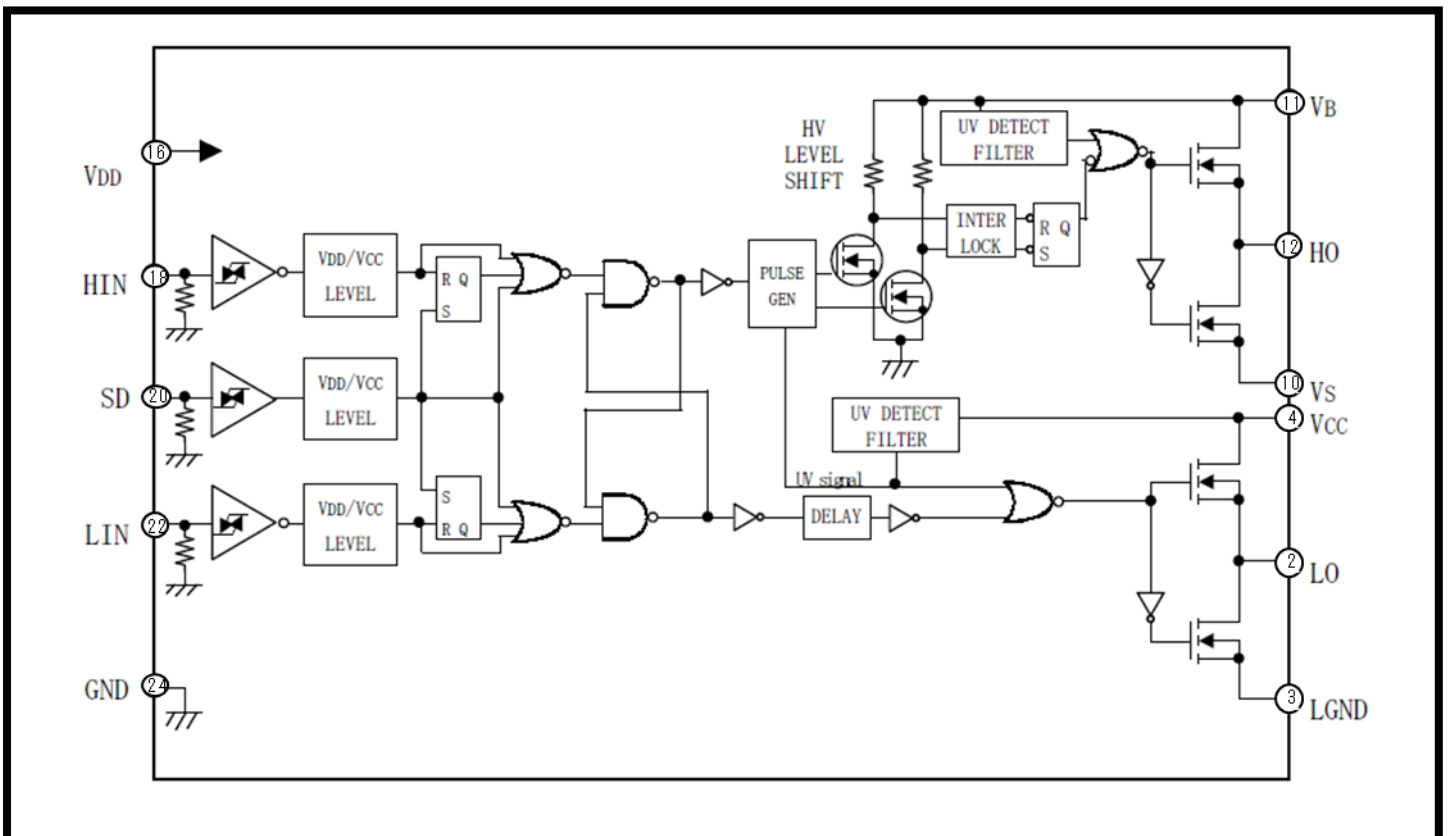 16
VDD
18
HIN
20
SD
22
LIN
24
GND
VDD/VCC
LEVEL
VDD/VCC
LEVEL
VDD/VCC
LEVEL
R Q
S
S
R Q
HV
LEVEL
SHIFT
PULSE
GEN
UV DETECT
FILTER
INTER
LOCK
R Q
S
UV DETECT
FILTER
UV signal
DELAY
11
VB
12
HO
10
VS
4
VCC
2
LO
3
LGND